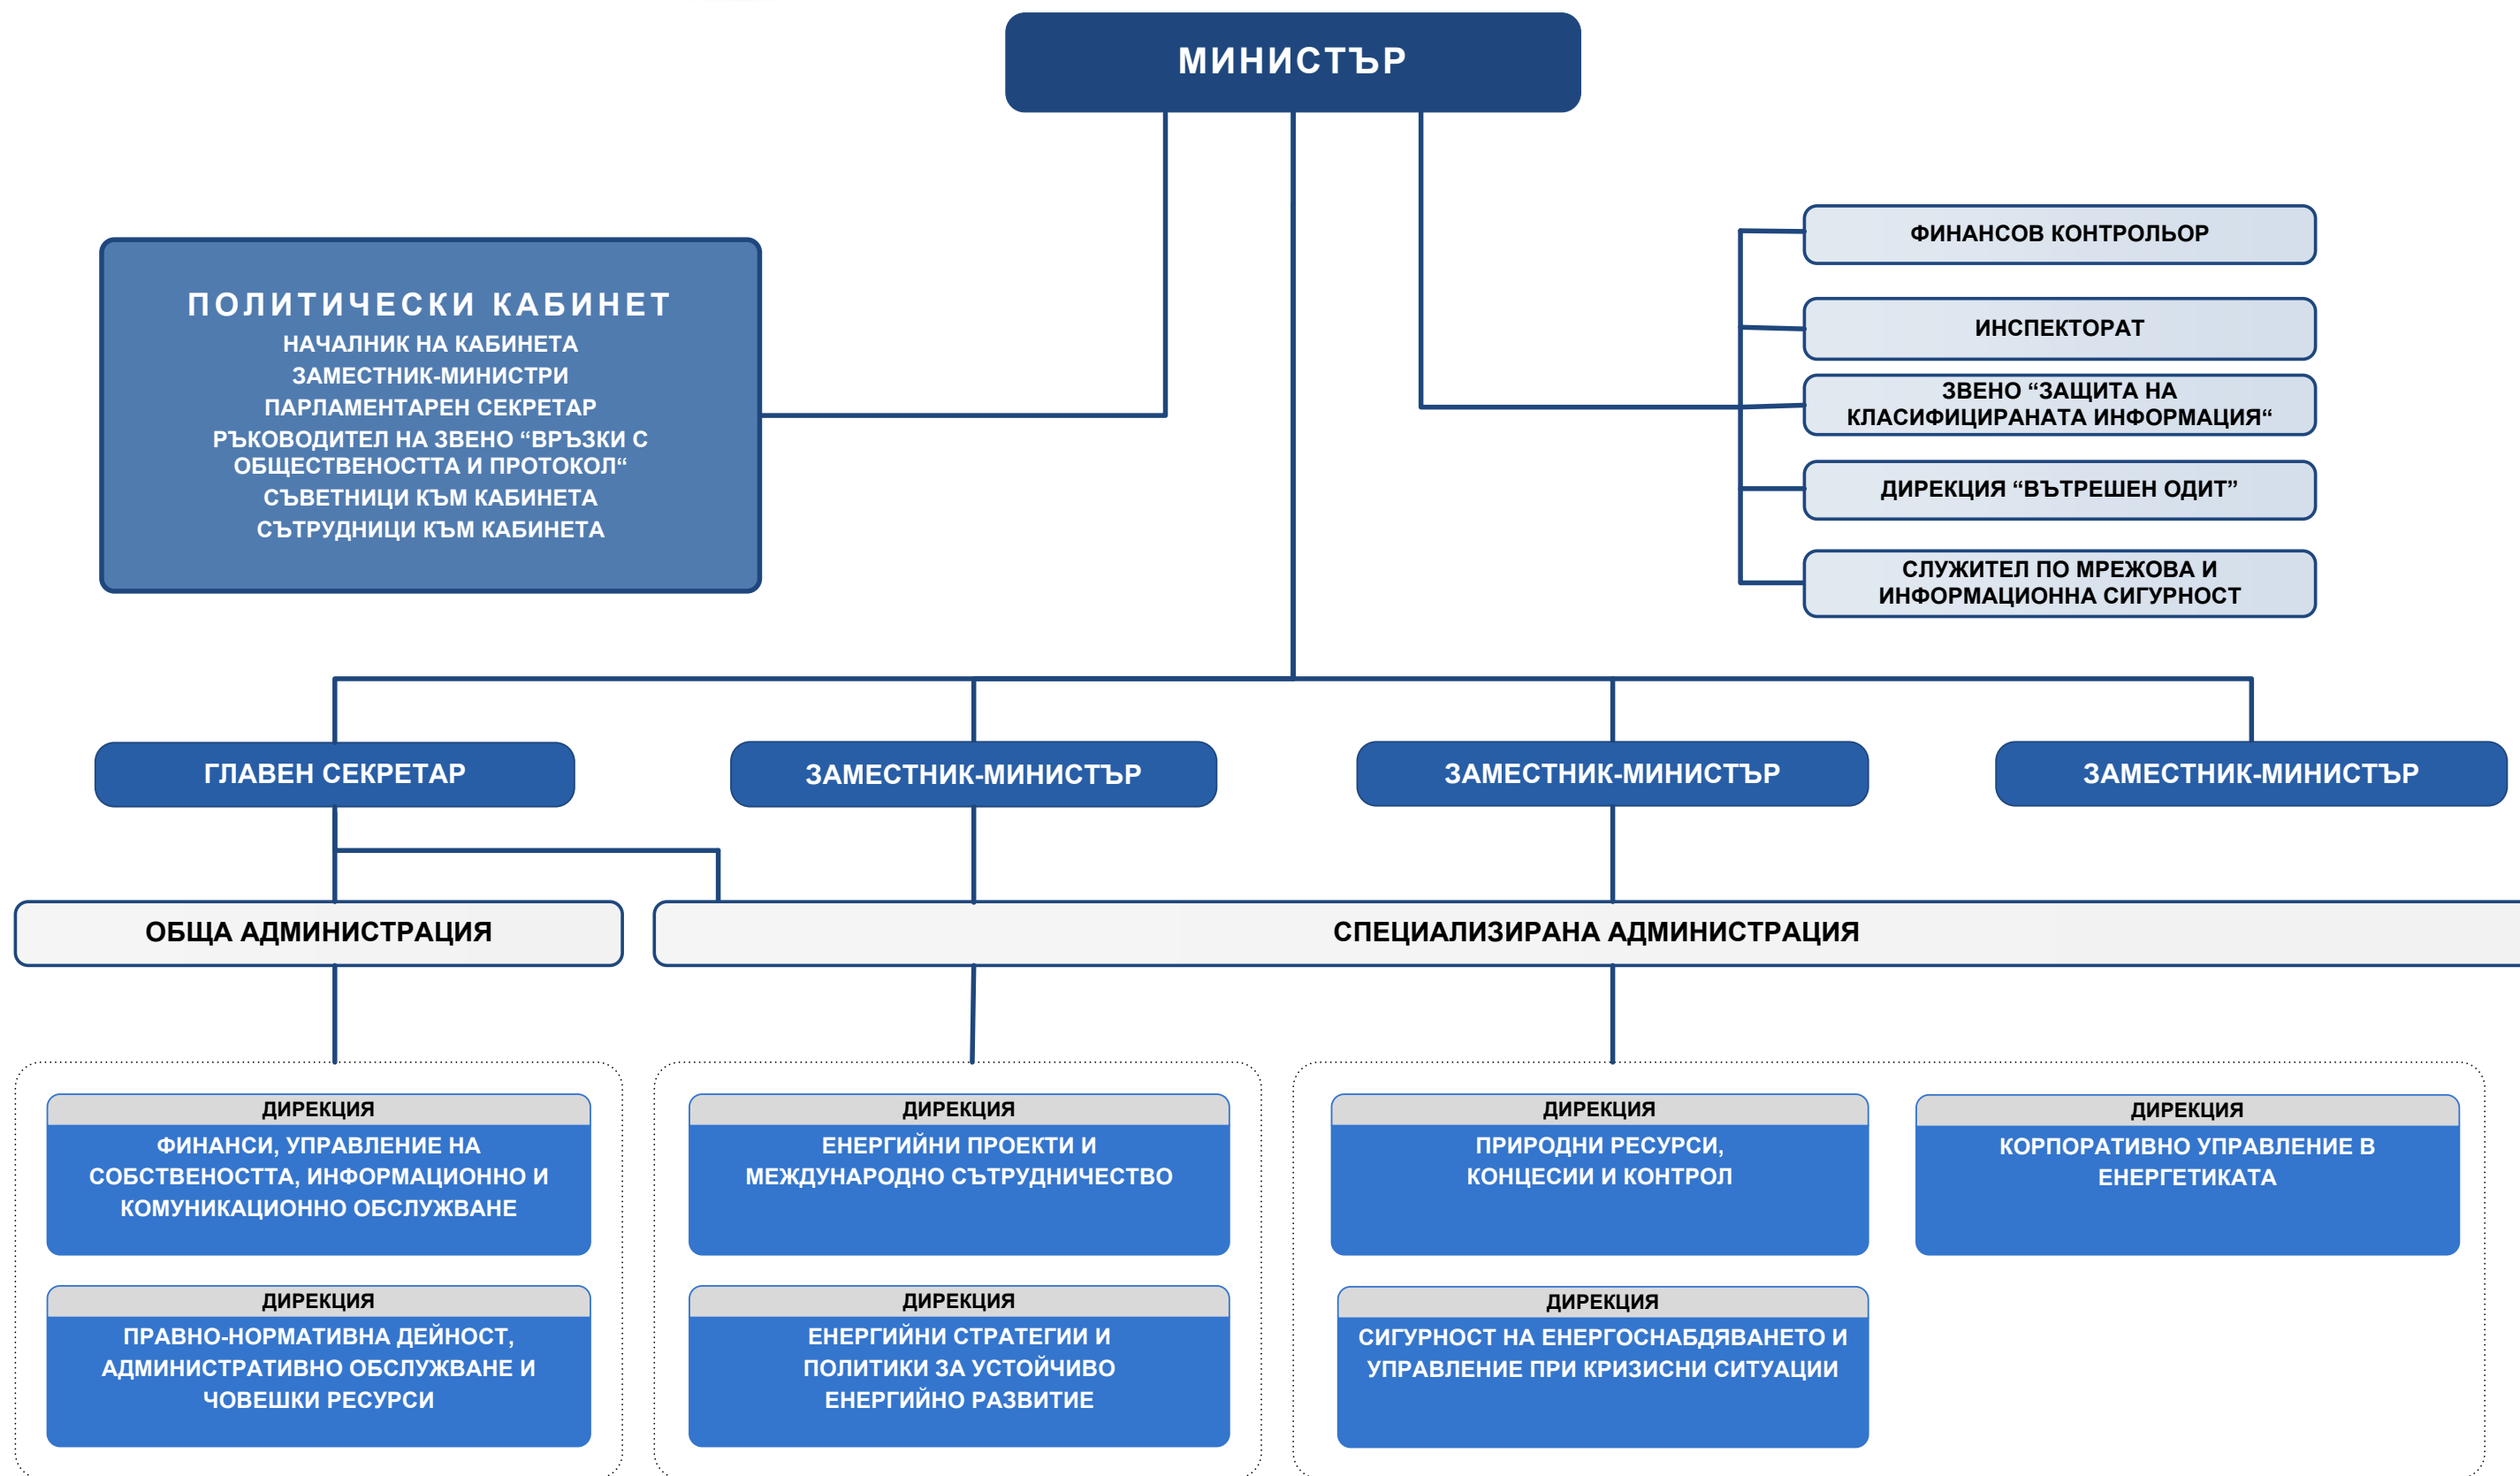 МИНИСТЪР
ПОЛИТИЧЕСКИ КАБИНЕТ
НАЧАЛНИК НА КАБИНЕТА
ЗАМЕСТНИК-МИНИСТРИ
ПАРЛАМЕНТАРЕН СЕКРЕТАР
РЪКОВОДИТЕЛ НА ЗВЕНО “ВРЪЗКИ С
ОБЩЕСТВЕНОСТТА И ПРОТОКОЛ“
СЪВЕТНИЦИ КЪМ КАБИНЕТА
СЪТРУДНИЦИ КЪМ КАБИНЕТА
ФИНАНСОВ КОНТРОЛЬОР
ИНСПЕКТОРАТ
ЗВЕНО “ЗАЩИТА НА
КЛАСИФИЦИРАНАТА ИНФОРМАЦИЯ“
ДИРЕКЦИЯ “ВЪТРЕШЕН ОДИТ”
СЛУЖИТЕЛ ПО МРЕЖОВА И
ИНФОРМАЦИОННА СИГУРНОСТ
ГЛАВЕН СЕКРЕТАР
ЗАМЕСТНИК-МИНИСТЪР
ЗАМЕСТНИК-МИНИСТЪР
ЗАМЕСТНИК-МИНИСТЪР
ОБЩА АДМИНИСТРАЦИЯ
СПЕЦИАЛИЗИРАНА АДМИНИСТРАЦИЯ
ДИРЕКЦИЯ
ФИНАНСИ, УПРАВЛЕНИЕ НА
СОБСТВЕНОСТТА, ИНФОРМАЦИОННО И
КОМУНИКАЦИОННО ОБСЛУЖВАНЕ
ДИРЕКЦИЯ
ЕНЕРГИЙНИ ПРОЕКТИ И
МЕЖДУНАРОДНО СЪТРУДНИЧЕСТВО
ДИРЕКЦИЯ
ПРИРОДНИ РЕСУРСИ,
КОНЦЕСИИ И КОНТРОЛ
ДИРЕКЦИЯ
КОРПОРАТИВНО УПРАВЛЕНИЕ В
ЕНЕРГЕТИКАТА
ДИРЕКЦИЯ
ПРАВНО-НОРМАТИВНА ДЕЙНОСТ,
АДМИНИСТРАТИВНО ОБСЛУЖВАНЕ И
ЧОВЕШКИ РЕСУРСИ
ДИРЕКЦИЯ
ЕНЕРГИЙНИ СТРАТЕГИИ И
ПОЛИТИКИ ЗА УСТОЙЧИВО
ЕНЕРГИЙНО РАЗВИТИЕ
ДИРЕКЦИЯ
СИГУРНОСТ НА ЕНЕРГОСНАБДЯВАНЕТО И
УПРАВЛЕНИЕ ПРИ КРИЗИСНИ СИТУАЦИИ